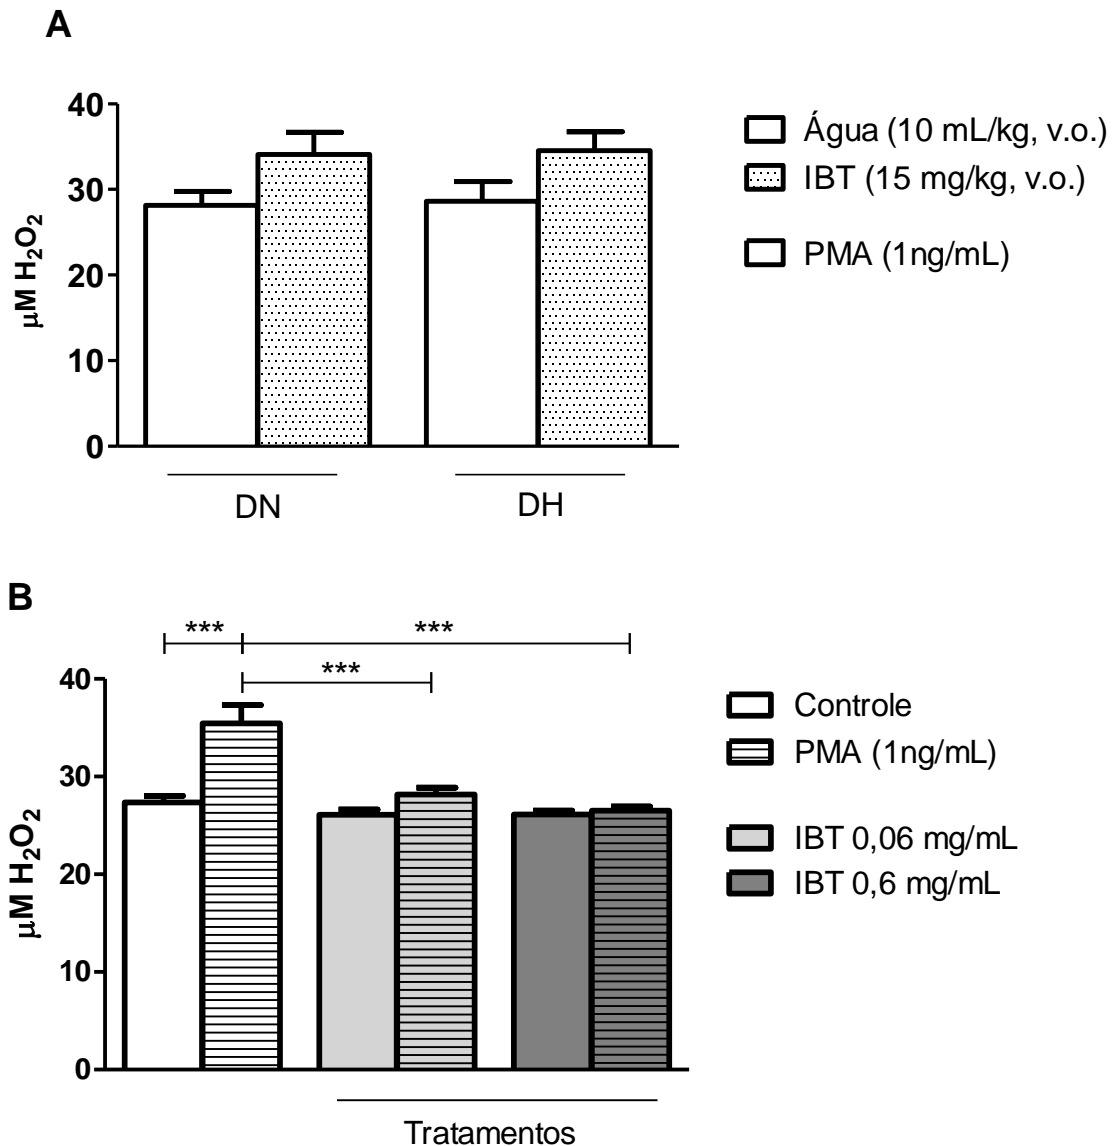 A
40
30
20
10
0
μM H₂O₂
DN
DH
Água (10 mL/kg, v.o.)
IBT (15 mg/kg, v.o.)
PMA (1ng/mL)
B
***
***
***
40
30
20
10
0
μM H₂O₂
Tratamentos
Controle
PMA (1ng/mL)
IBT 0,06 mg/mL
IBT 0,6 mg/mL